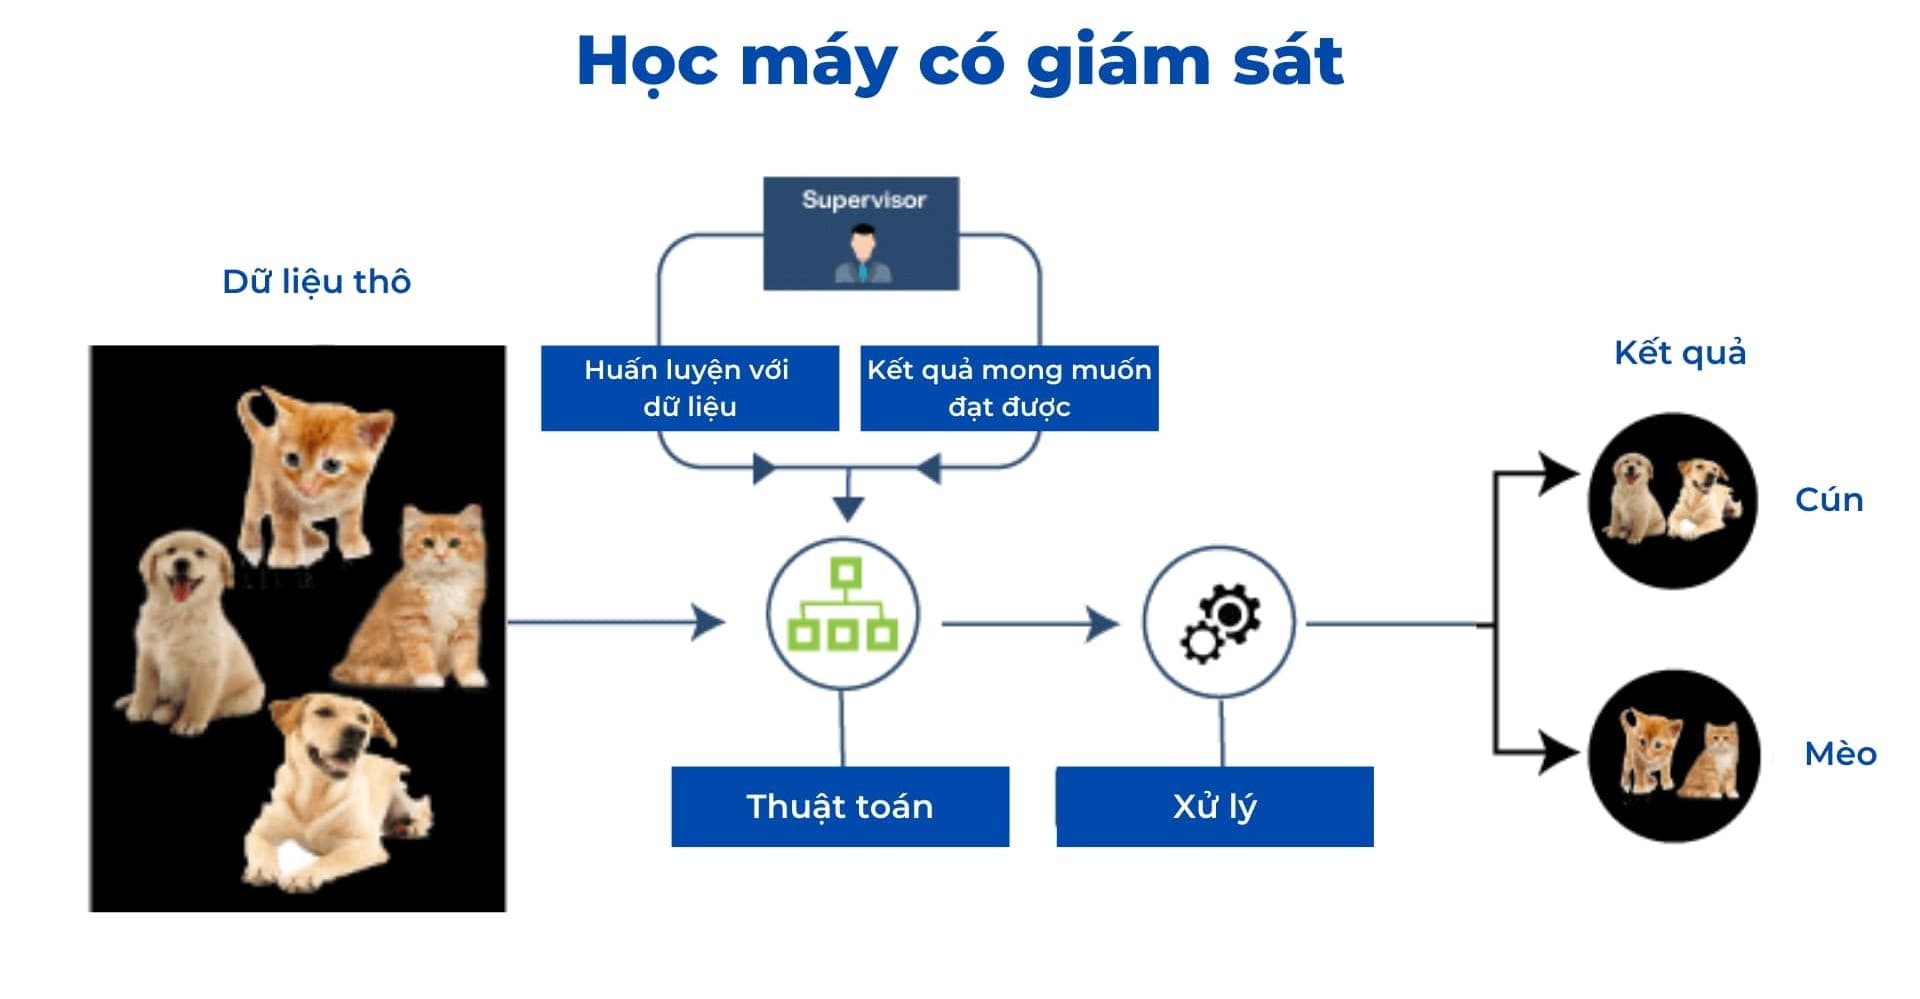 Học máy có giám sát
Supervisor
Dữ liệu thô
Huấn luyện với
dữ liệu
Kết quả mong muốn
đạt được
Kết quả
Cún
Mèo
Thuật toán
Xử lý